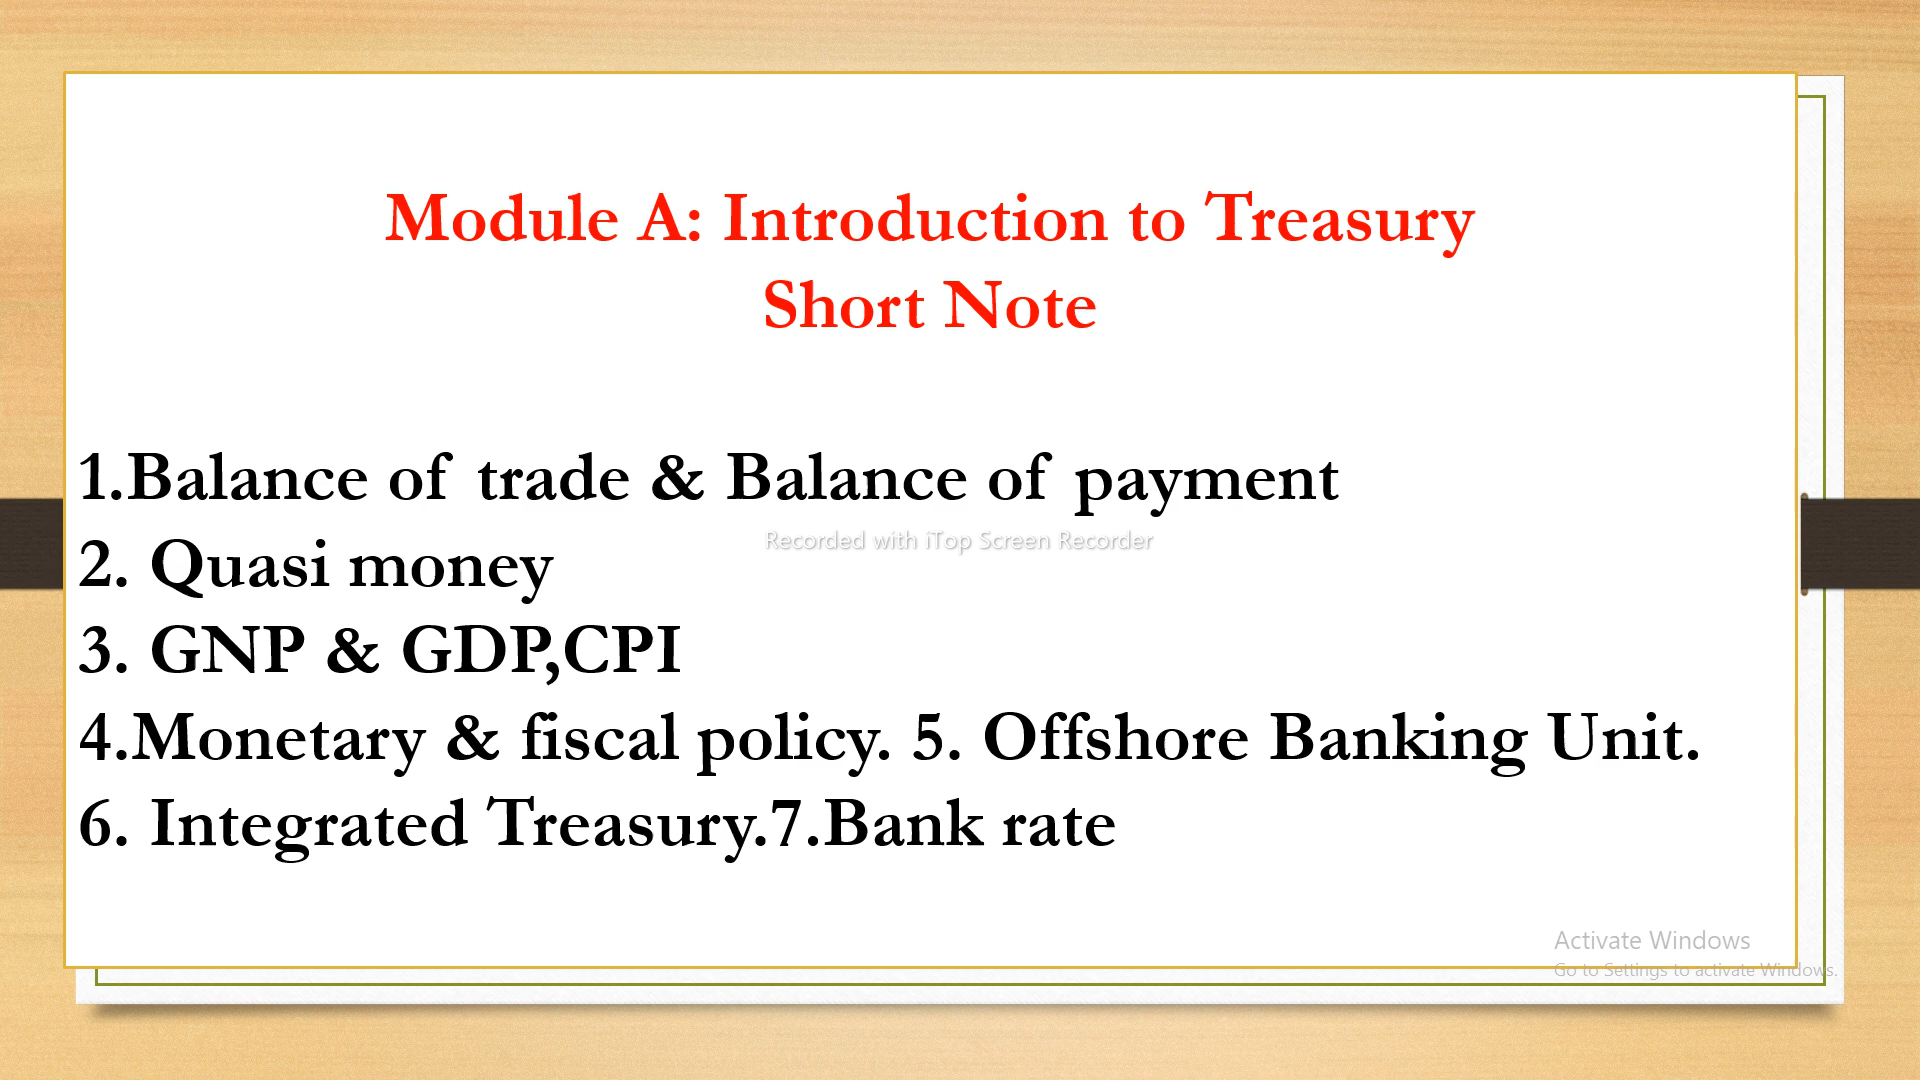 Module A: Introduction to Treasury
Short Note
1.Balance of trade & Balance of payment
Recorded with iTop Screen Recorder
2. Quasi money
3. GNP & GDP,CPI
4.Monetary & fiscal policy. 5. Offshore Banking Unit.
6. Integrated Treasury.7.Bank rate
Activate Windows
Go to Settings to activate Windows.